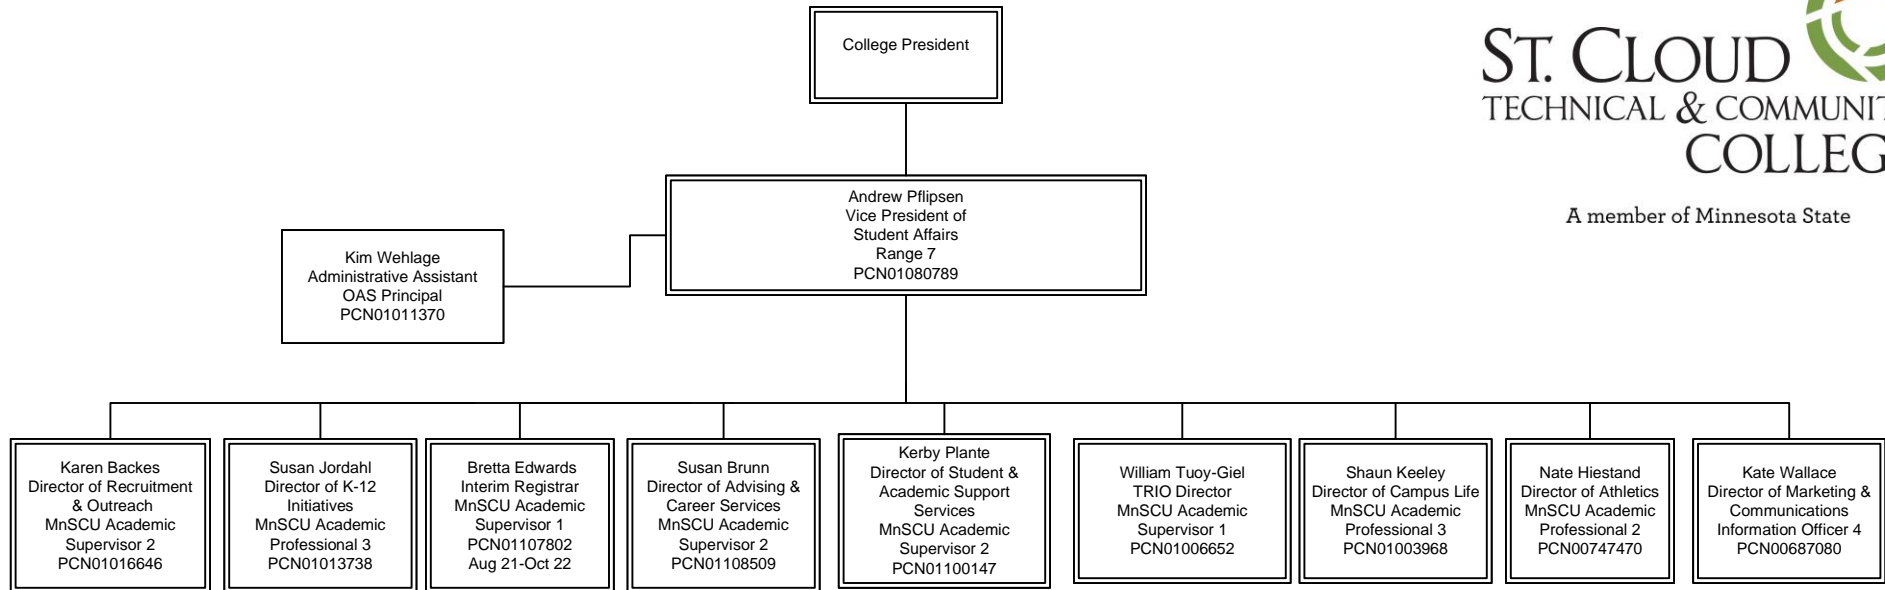 College President
ST. CLOUD
TECHNICAL & COMMUNIT
COLLEG
A member of Minnesota State
Andrew Pflipsen
Vice President of
Student Affairs
Range 7
PCN01080789
Kim Wehlage
Administrative Assistant
OAS Principal
PCN01011370
Karen Backes
Director of Recruitment
& Outreach
MnSCU Academic
Supervisor 2
PCN01016646
Susan Jordahl
Director of K-12
Initiatives
MnSCU Academic
Professional 3
PCN01013738
Bretta Edwards
Interim Registrar
MnSCU Academic
Supervisor 1
PCN01107802
Aug 21-Oct 22
Susan Brunn
Director of Advising &
Career Services
MnSCU Academic
Supervisor 2
PCN01108509
Kerby Plante
Director of Student &
Academic Support
Services
MnSCU Academic
Supervisor 2
PCN01100147
William Tuoy-Giel
TRIO Director
MnSCU Academic
Supervisor 1
PCN01006652
Shaun Keeley
Director of Campus Life
MnSCU Academic
Professional 3
PCN01003968
Nate Hiestand
Director of Athletics
MnSCU Academic
Professional 2
PCN00747470
Kate Wallace
Director of Marketing &
Communications
Information Officer 4
PCN00687080